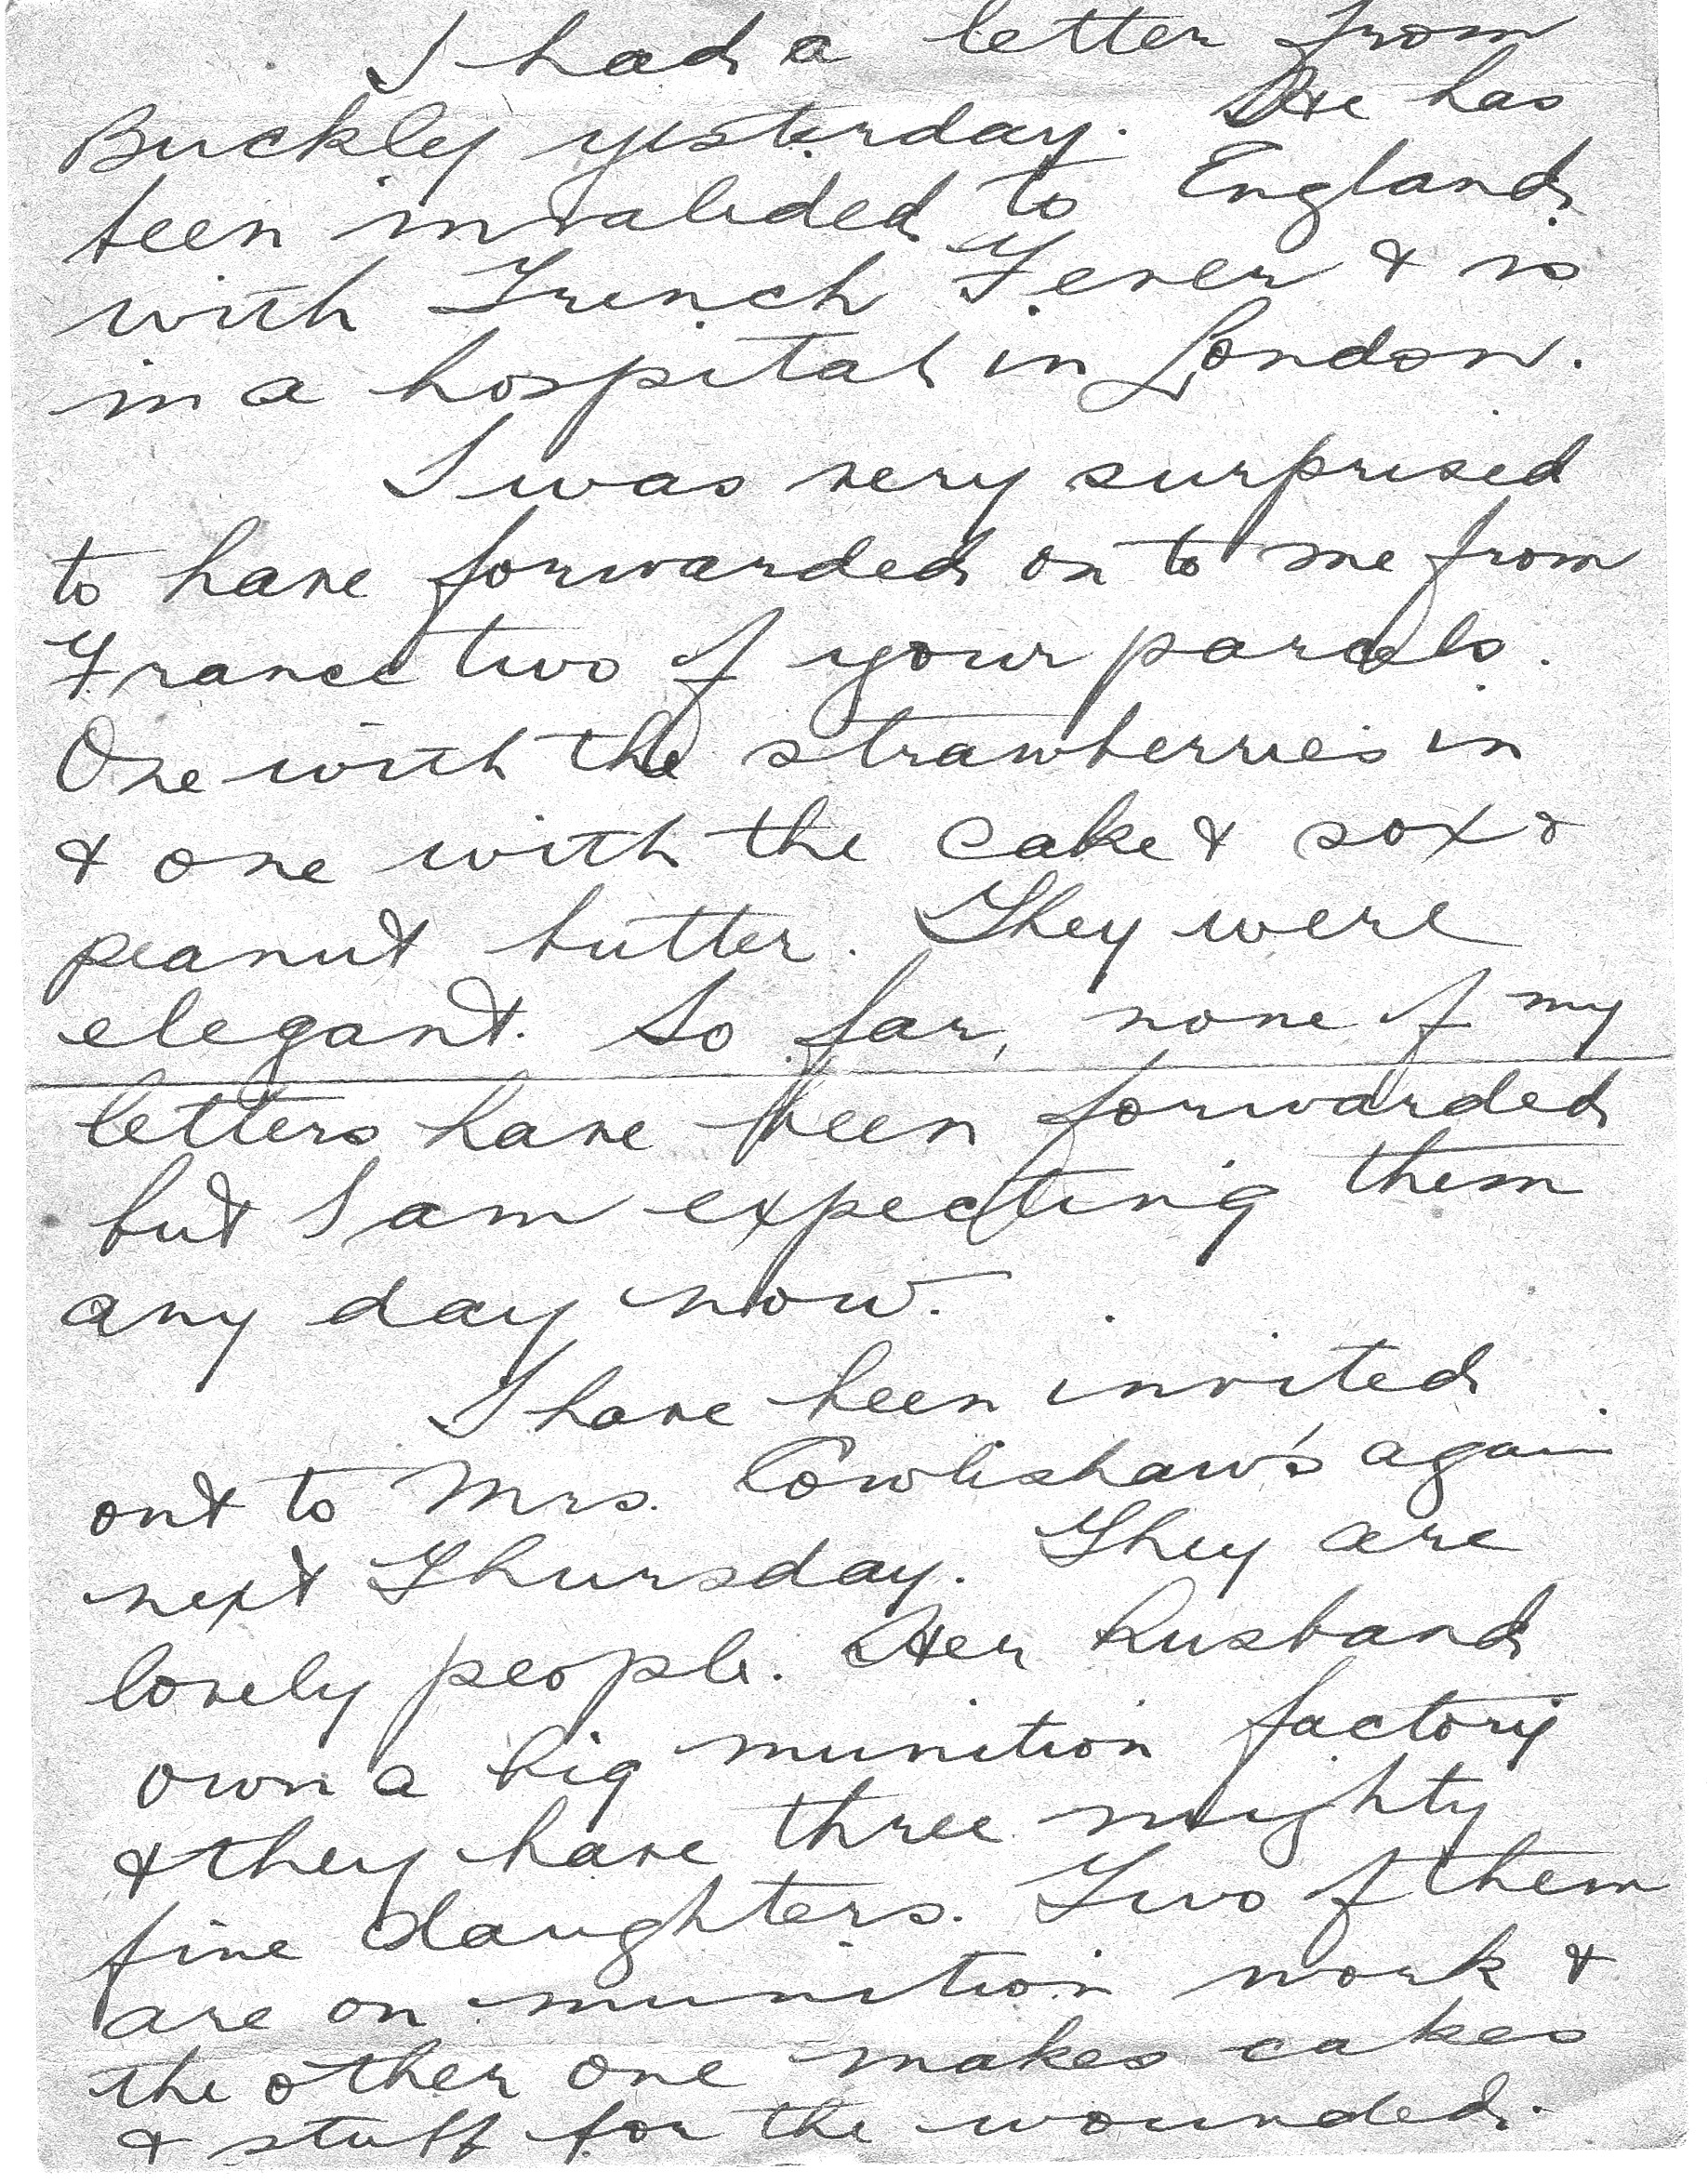 I had a letter from
Buckly yesterday. He has
been invalided to England
with Trench Fever & is
in a hospital in London.
I was very surprised
to have forwarded on to me from
France two of your parcels.
One with the strawberries in
& one with the cake & sox &
peanut butter. They were
elegant. So far, none of my
letters have been forwarded
but I am expecting them
any day now.
I have been invited
out to Mrs. Cowlishaw's again
next Thursday. They are
lovely people. Her husband
own a big munition factory
& they have three mighty
fine daughters. Two of them
are on munition work &
the other one makes cakes
& stuff for the wounded.